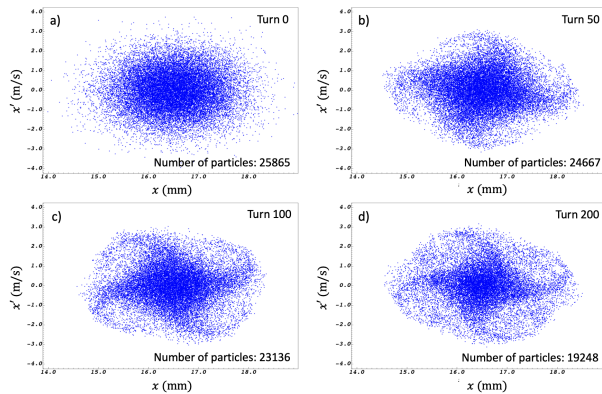 a) Turn 0
4.0
3.0
2.0
1.0
0.0
-1.0
-2.0
-3.0
-4.0
x′ (m/s)
Number of particles: 25865
14.0 15.0 16.0 17.0 18.0
x (mm)
b) Turn 50
4.0
3.0
2.0
1.0
0.0
-1.0
-2.0
-3.0
-4.0
x′ (m/s)
Number of particles: 24667
14.0 15.0 16.0 17.0 18.0
x (mm)
c) Turn 100
4.0
3.0
2.0
1.0
0.0
-1.0
-2.0
-3.0
-4.0
x′ (m/s)
Number of particles: 23136
14.0 15.0 16.0 17.0 18.0
x (mm)
d) Turn 200
4.0
3.0
2.0
1.0
0.0
-1.0
-2.0
-3.0
-4.0
x′ (m/s)
Number of particles: 19248
14.0 15.0 16.0 17.0 18.0
x (mm)